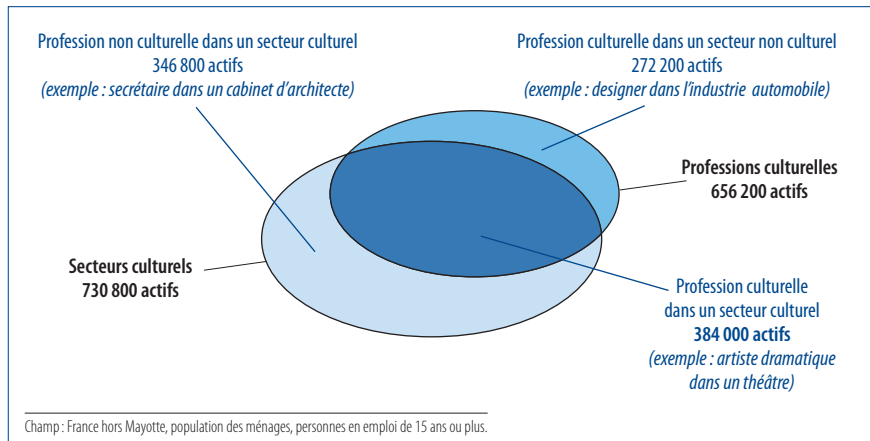 Profession non culturelle dans un secteur culturel
346 800 actifs
(exemple : secrétaire dans un cabinet d'architecte)
Profession culturelle dans un secteur non culturel
272 200 actifs
(exemple : designer dans l'industrie automobile)
Professions culturelles
656 200 actifs
Secteurs culturels
730 800 actifs
Profession culturelle
dans un secteur culturel
384 000 actifs
(exemple : artiste dramatique
dans un théâtre)
Champ : France hors Mayotte, population des ménages, personnes en emploi de 15 ans ou plus.